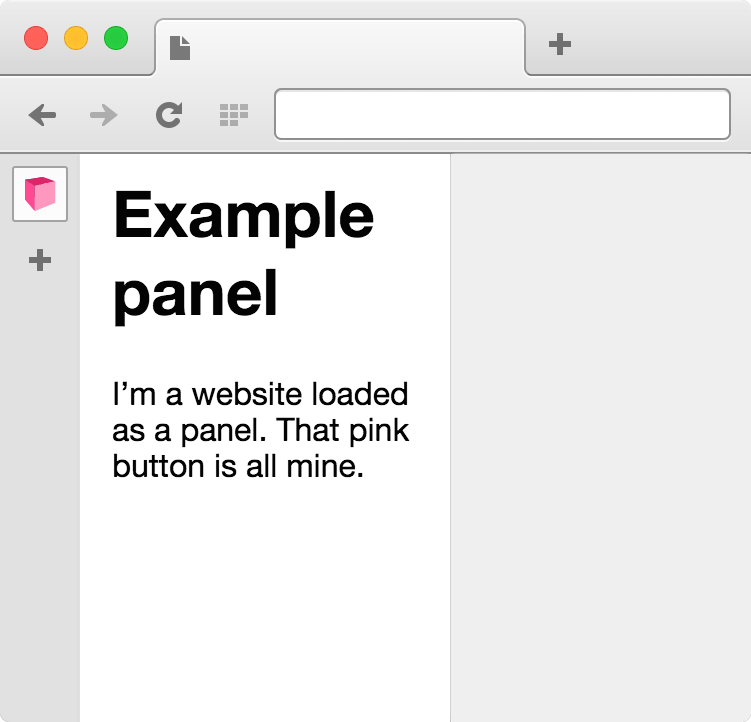 Example
panel
I’m a website loaded
as a panel. That pink
button is all mine.